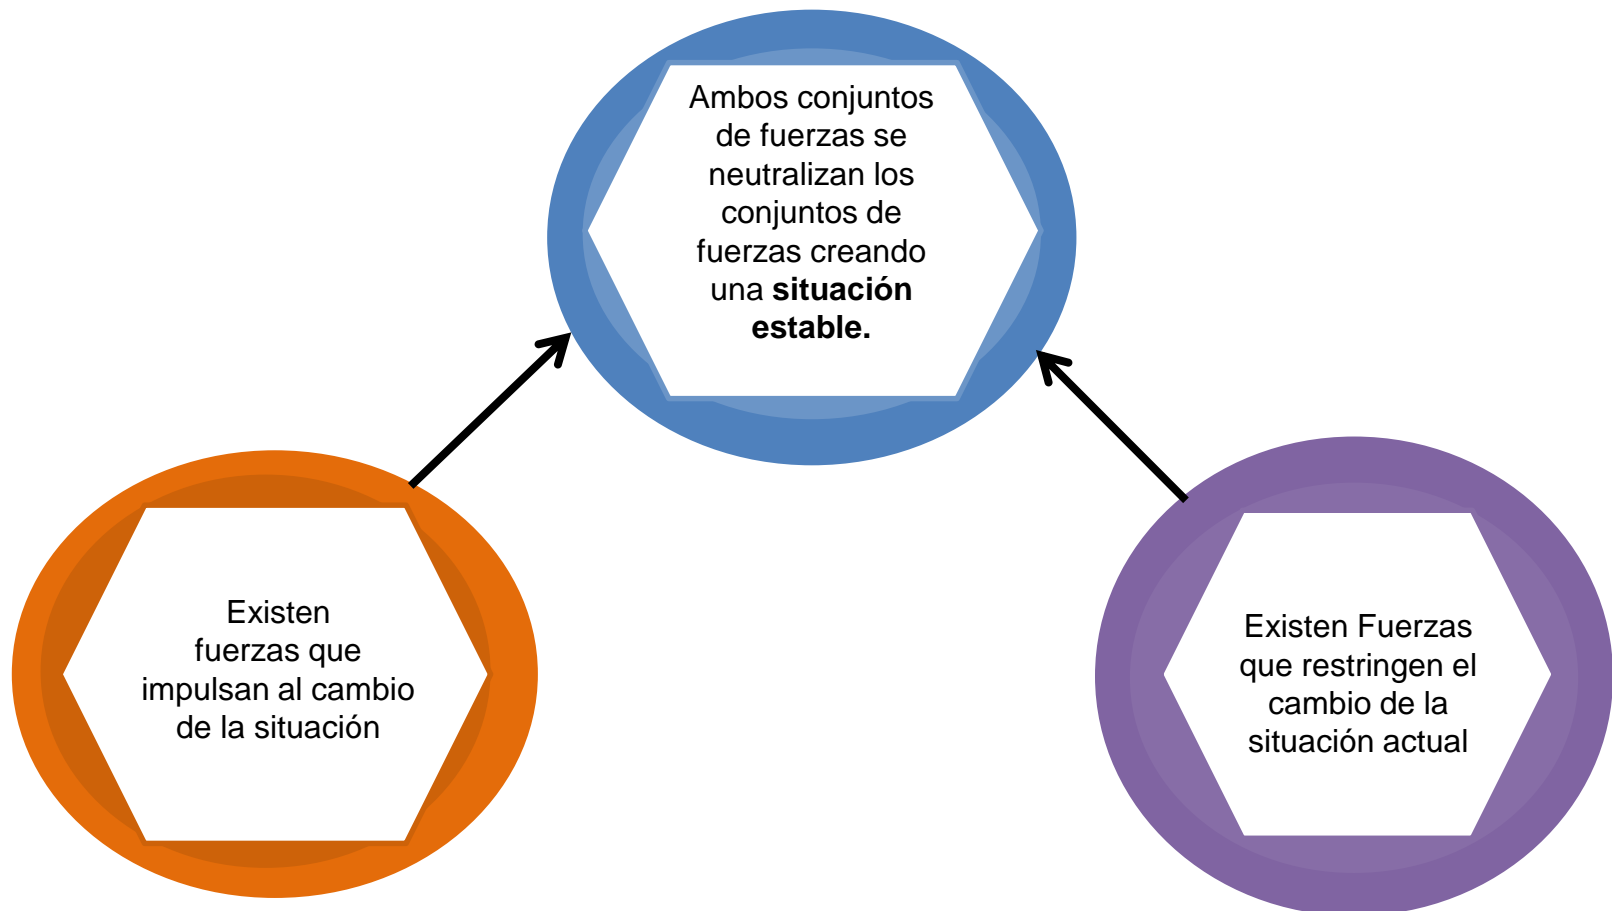 Ambos conjuntos
de fuerzas se
neutralizan los
conjuntos de
fuerzas creando
una situación
estable.
Existen
fuerzas que
impulsan al cambio
de la situación
Existen Fuerzas
que restringen el
cambio de la
situación actual